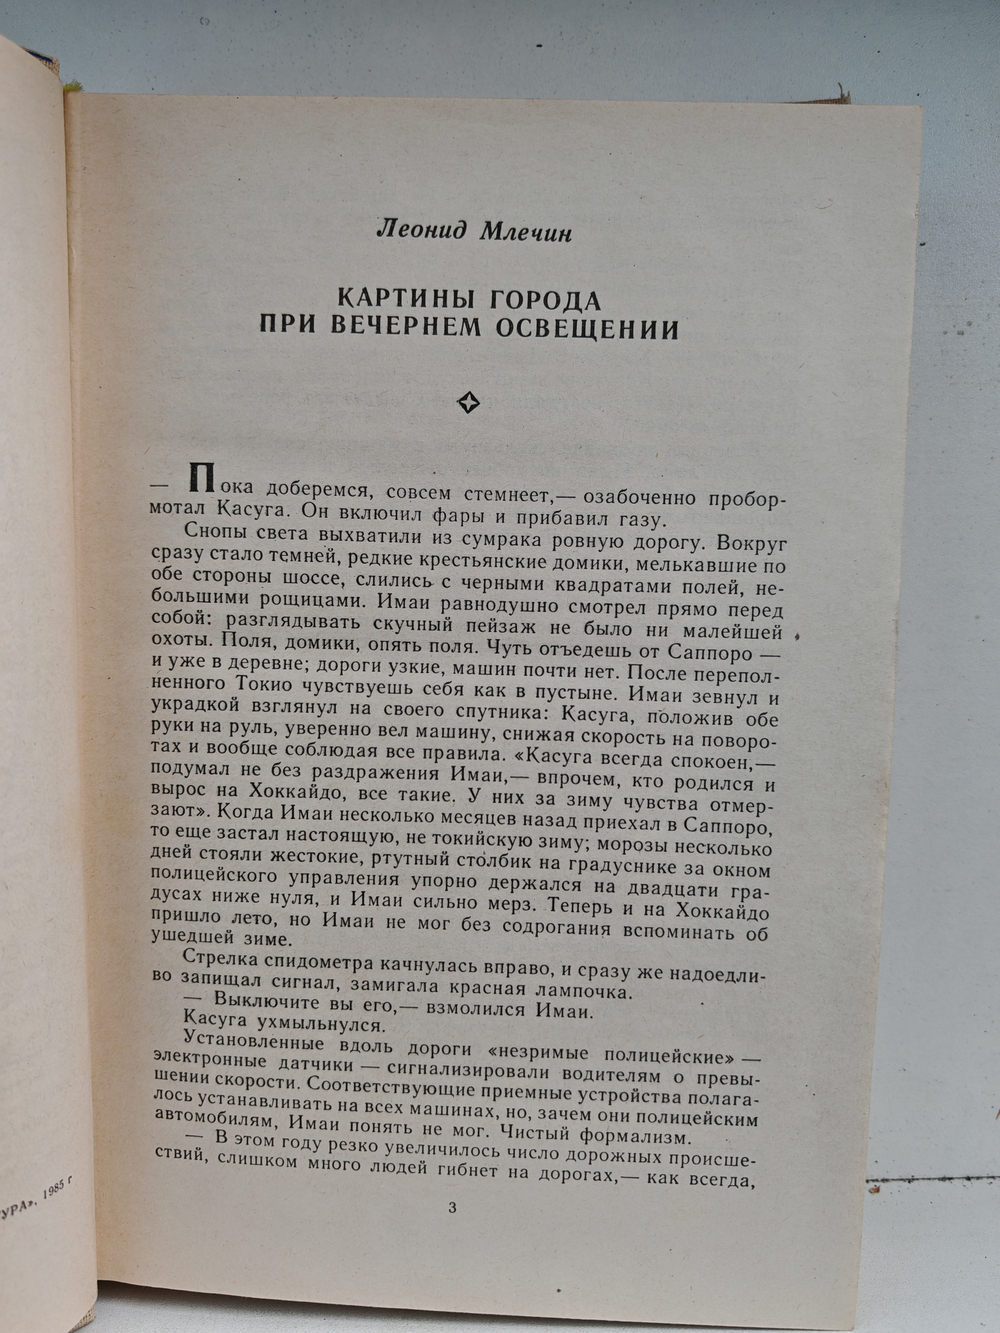 Леонид Млечин
КАРТИНЫ ГОРОДА
ПРИ ВЕЧЕРНЕМ ОСВЕЩЕНИИ
— Пока доберемся, совсем стемнеет,— озабоченно пробор-
мотал Касуга. Он включил фары и прибавил газу.
Снопы света выхватили из сумрака ровную дорогу. Вокруг
сразу стало темней, редкие крестьянские домики, мелькавшие по
обе стороны шоссе, слились с черными квадратами полей, не-
большими рощицами. Имаи равнодушно смотрел прямо перед
собой: разглядывать скучный пейзаж не было ни малейшей
охоты. Поля, домики, опять поля. Чуть отъедешь от Саппоро —
и уже в деревне; дороги узкие, машин почти нет. После перепол-
ненного Токио чувствуешь себя как в пустыне. Имаи зевнул и
украдкой взглянул на своего спутника: Касуга, положив обе
руки на руль, уверенно вел машину, снижая скорость на поворо-
тах и вообще соблюдая все правила. «Касуга всегда спокоен,—
подумал не без раздражения Имаи,— впрочем, кто родился и
вырос на Хоккайдо, все такие. У них за зиму чувства отмер-
зают». Когда Имаи несколько месяцев назад приехал в Саппоро,
то еще застал настоящую, не токийскую зиму; морозы несколько
дней стояли жестокие, ртутный столбик на градуснике за окном
полицейского управления упорно держался на двадцати гра-
дусах ниже нуля, и Имаи сильно мерз. Теперь и на Хоккайдо
пришло лето, но Имаи не мог без содрогания вспоминать об
ушедшей зиме.
Стрелка спидометра качнулась вправо, и сразу же надоедли-
во запищал сигнал, замигала красная лампочка.
— Выключите вы его,— взмолился Имаи.
Касуга ухмыльнулся.
Установленные вдоль дороги «незримые полицейские» —
электронные датчики — сигнализировали водителям о превы-
шении скорости. Соответствующие приемные устройства полага-
лось устанавливать на всех машинах, но, зачем они полицейским
автомобилям, Имаи понять не мог. Чистый формализм.
— В этом году резко увеличилось число дорожных происше-
ствий, слишком много людей гибнет на дорогах,— как всегда,
3
УРА», 1985 г